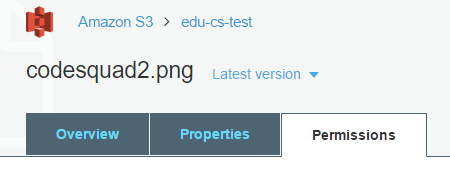 Amazon S3 > edu-cs-test
codesquad2.png Latest version
Overview Properties Permissions